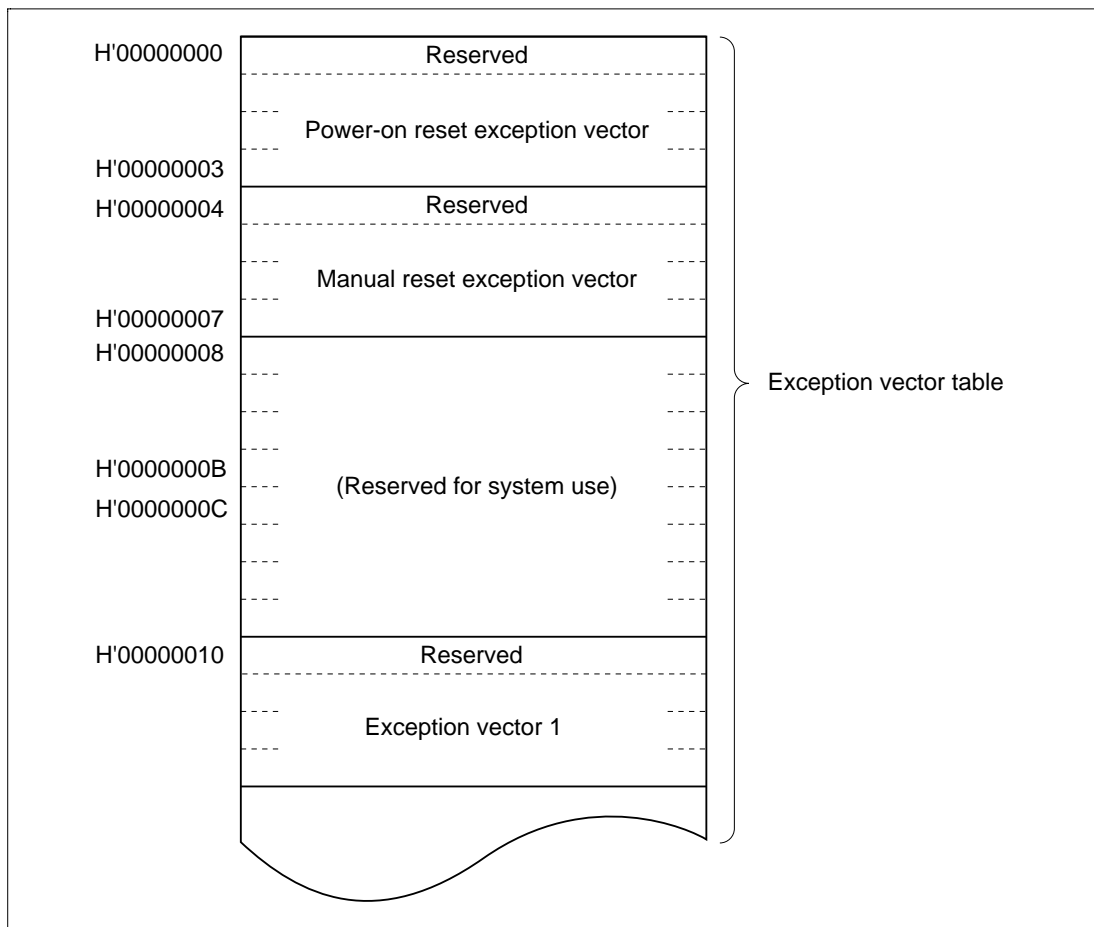 H'00000000
Reserved
Power-on reset exception vector
H'00000003
H'00000004
Reserved
Manual reset exception vector
H'00000007
H'00000008
Exception vector table
H'0000000B
(Reserved for system use)
H'0000000C
H'00000010
Reserved
Exception vector 1